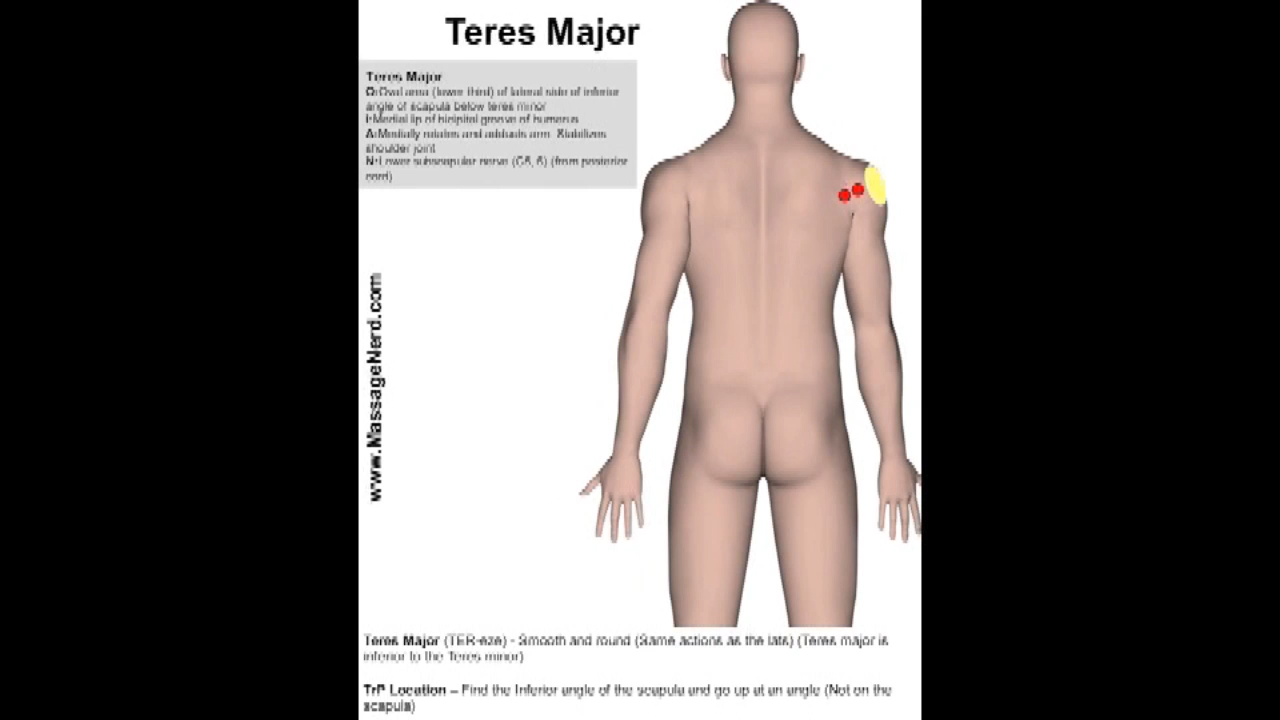 Teres Major
Teres Major
O:Oval area (lower third) of lateral side of inferior
angle of scapula below teres minor
I:Medial lip of bicipital groove of humerus
A:Medially rotates and adducts arm. Stabilizes
shoulder joint
N:Lower subscapular nerve (C5, 6) (from posterior
cord)
www.MassageNerd.com
Teres Major (TER-eze) - Smooth and round (Same actions as the lats) (Teres major is
inferior to the Teres minor)
TrP Location – Find the Inferior angle of the scapula and go up at an angle (Not on the
scapula)